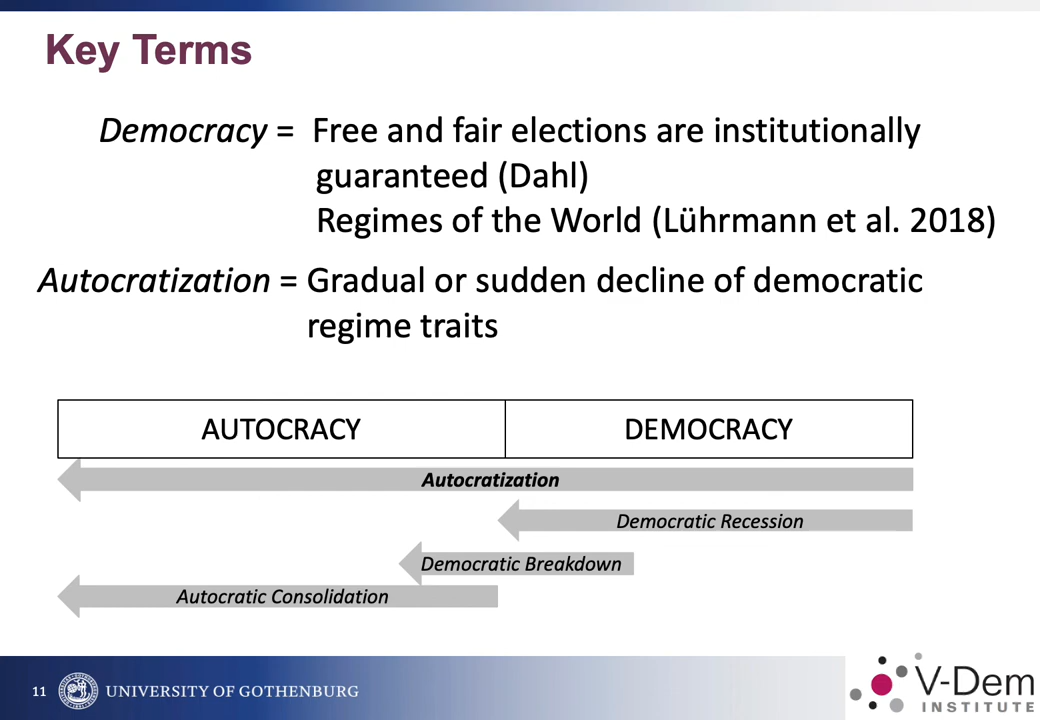 Key Terms
Democracy = Free and fair elections are institutionally
guaranteed (Dahl)
Regimes of the World (Lührmann et al. 2018)
Autocratization = Gradual or sudden decline of democratic
regime traits
AUTOCRACY DEMOCRACY
Autocratization
Democratic Recession
Democratic Breakdown
Autocratic Consolidation
11 UNIVERSITY OF GOTHENBURG
V-Dem
INSTITUTE